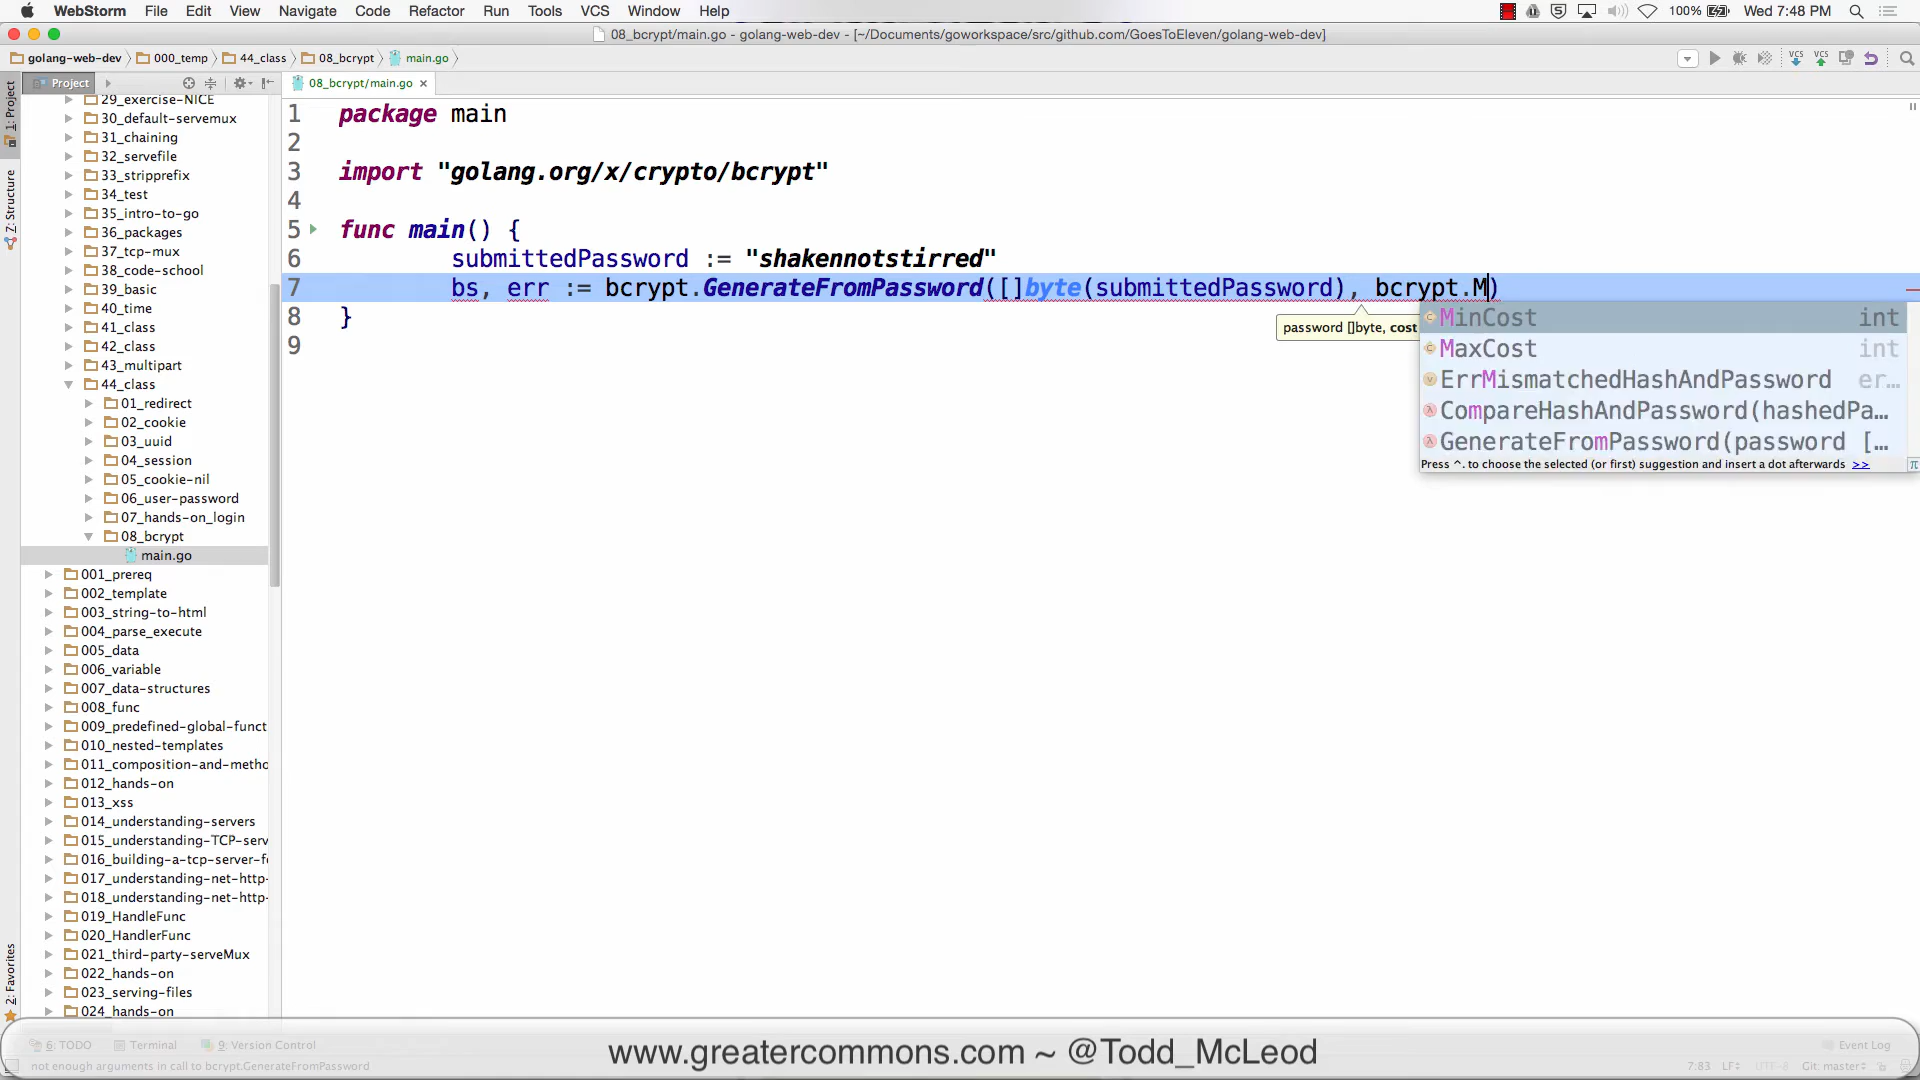 WebStorm File Edit View Navigate Code Refactor Run Tools VCS Window Help 100% Wed 7:48 PM
08_bcrypt/main.go - golang-web-dev - [~/Documents/goworkspace/src/github.com/GoesToEleven/golang-web-dev]
golang-web-dev 000_temp 44_class 08_bcrypt main.go
Project 08_bcrypt/main.go
1: Project
Z: Structure
2: Favorites
29_exercise-NICE
30_default-servemux
31_chaining
32_servefile
33_stripprefix
34_test
35_intro-to-go
36_packages
37_tcp-mux
38_code-school
39_basic
40_time
41_class
42_class
43_multipart
44_class
01_redirect
02_cookie
03_uuid
04_session
05_cookie-nil
06_user-password
07_hands-on_login
08_bcrypt
main.go
001_prereq
002_template
003_string-to-html
004_parse_execute
005_data
006_variable
007_data-structures
008_func
009_predefined-global-funct
010_nested-templates
011_composition-and-metho
012_hands-on
013_xss
014_understanding-servers
015_understanding-TCP-serv
016_building-a-tcp-server-f
017_understanding-net-http-
018_understanding-net-http-
019_HandleFunc
020_HandlerFunc
021_third-party-serveMux
022_hands-on
023_serving-files
024_hands-on
1 package main
2
3 import "golang.org/x/crypto/bcrypt"
4
5 func main() {
6 submittedPassword := "shakennotstirred"
7 bs, err := bcrypt.GenerateFromPassword([]byte(submittedPassword), bcrypt.M)
8 }
9
password []byte, cost
MinCost int
MaxCost int
ErrMismatchedHashAndPassword er…
CompareHashAndPassword(hashedPa…
GenerateFromPassword(password […
Press ^. to choose the selected (or first) suggestion and insert a dot afterwards >>
6: TODO Terminal 9: Version Control Event Log
www.greatercommons.com ~ @Todd_McLeod
not enough arguments in call to bcrypt.GenerateFromPassword 7:83 LF UTF-8 Git: master